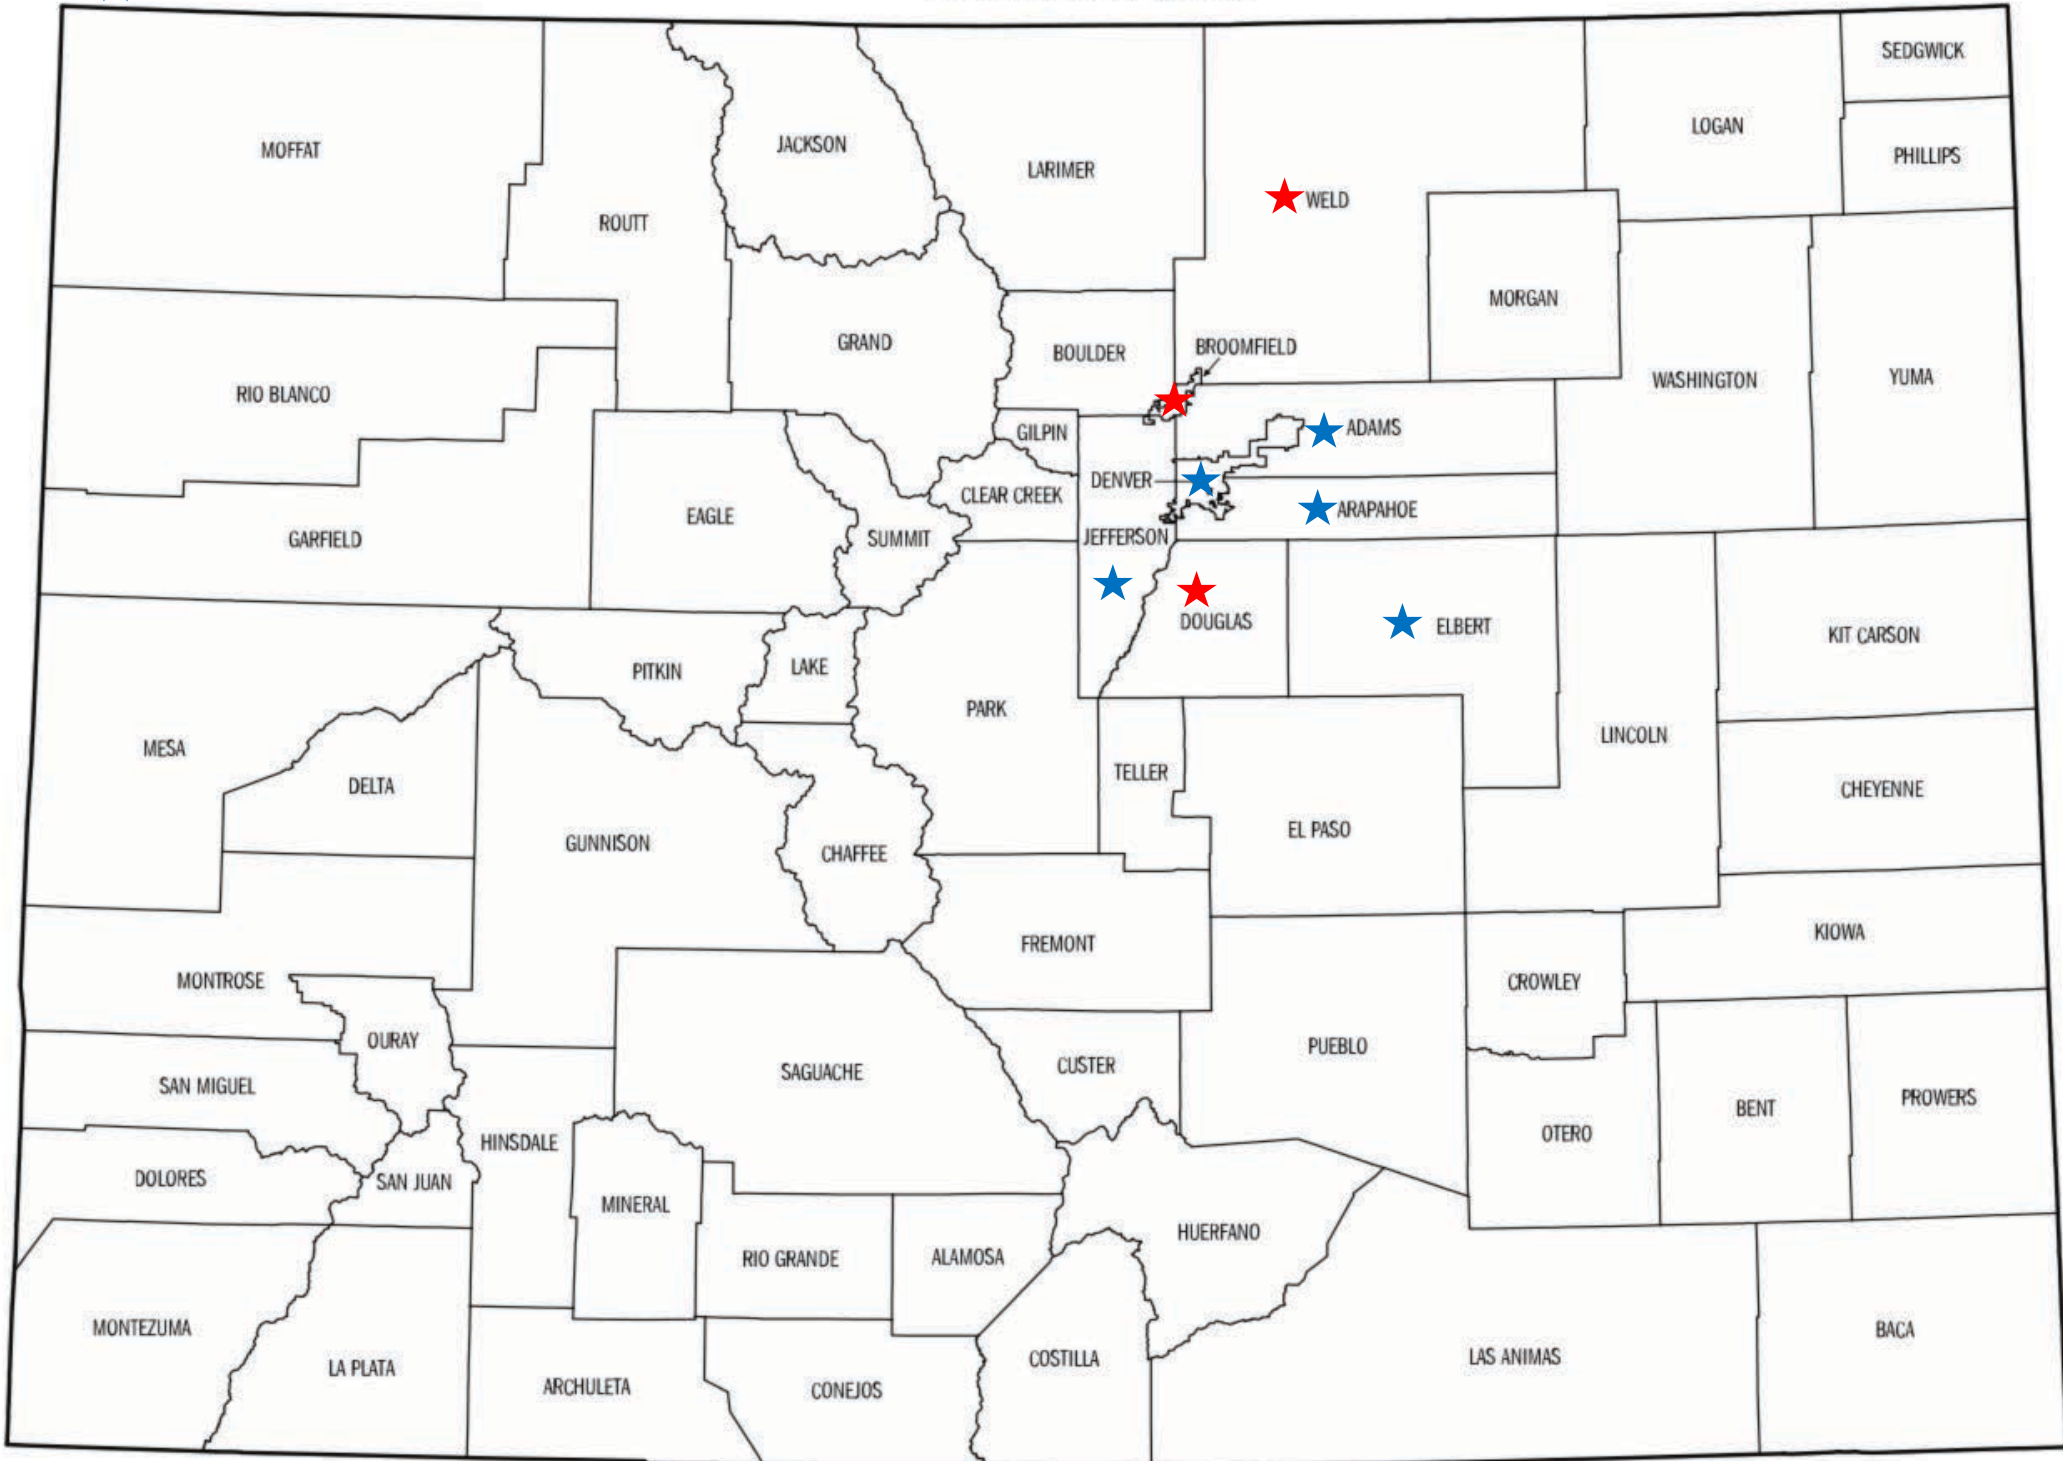 SEDGWICK
LOGAN
JACKSON
MOFFAT
PHILLIPS
LARIMER
WELD
ROUTT
MORGAN
GRAND
BROOMFIELD
BOULDER
YUMA
WASHINGTON
RIO BLANCO
ADAMS
GILPIN
DENVER
CLEAR CREEK
ARAPAHOE
EAGLE
JEFFERSON
SUMMIT
GARFIELD
DOUGLAS
ELBERT
KIT CARSON
LAKE
PITKIN
PARK
LINCOLN
MESA
TELLER
DELTA
CHEYENNE
EL PASO
GUNNISON
CHAFFEE
KIOWA
FREMONT
MONTROSE
CROWLEY
OURAY
PUEBLO
CUSTER
SAGUACHE
SAN MIGUEL
PROWERS
BENT
OTERO
HINSDALE
DOLORES
SAN JUAN
MINERAL
HUERFANO
ALAMOSA
RIO GRANDE
MONTEZUMA
BACA
LAS ANIMAS
COSTILLA
LA PLATA
ARCHULETA
CONEJOS